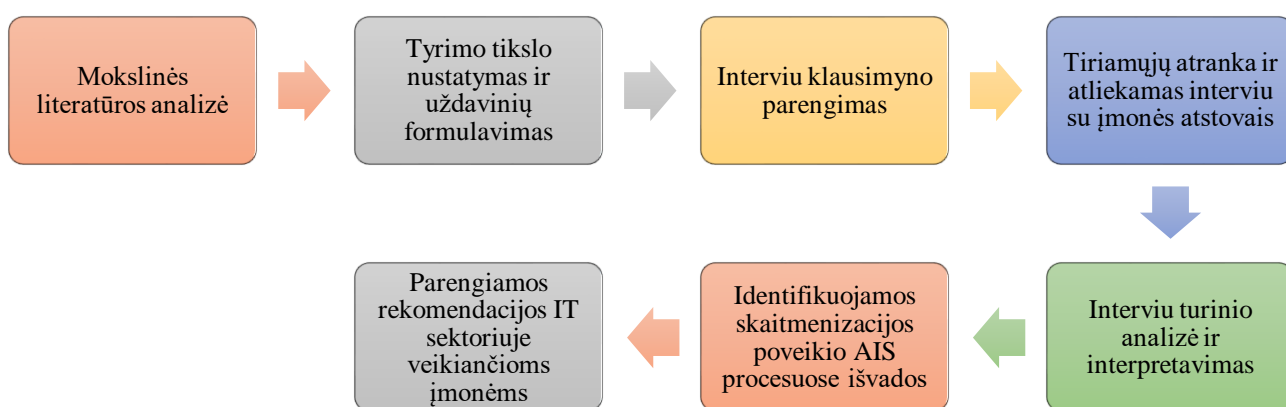 Mokslinės
literatūros analizė
Tyrimo tikslo
nustatymas ir
uždavinių
formulavimas
Interviu klausimyno
parengimas
Tiriamųjų atranka ir
atliekamas interviu
su įmonės atstovais
Interviu turinio
analizė ir
interpretavimas
Identifikuojamos
skaitmenizacijos
poveikio AIS
procesuose išvados
Parengiamos
rekomendacijos IT
sektoriuje
veikiančioms
įmonėms